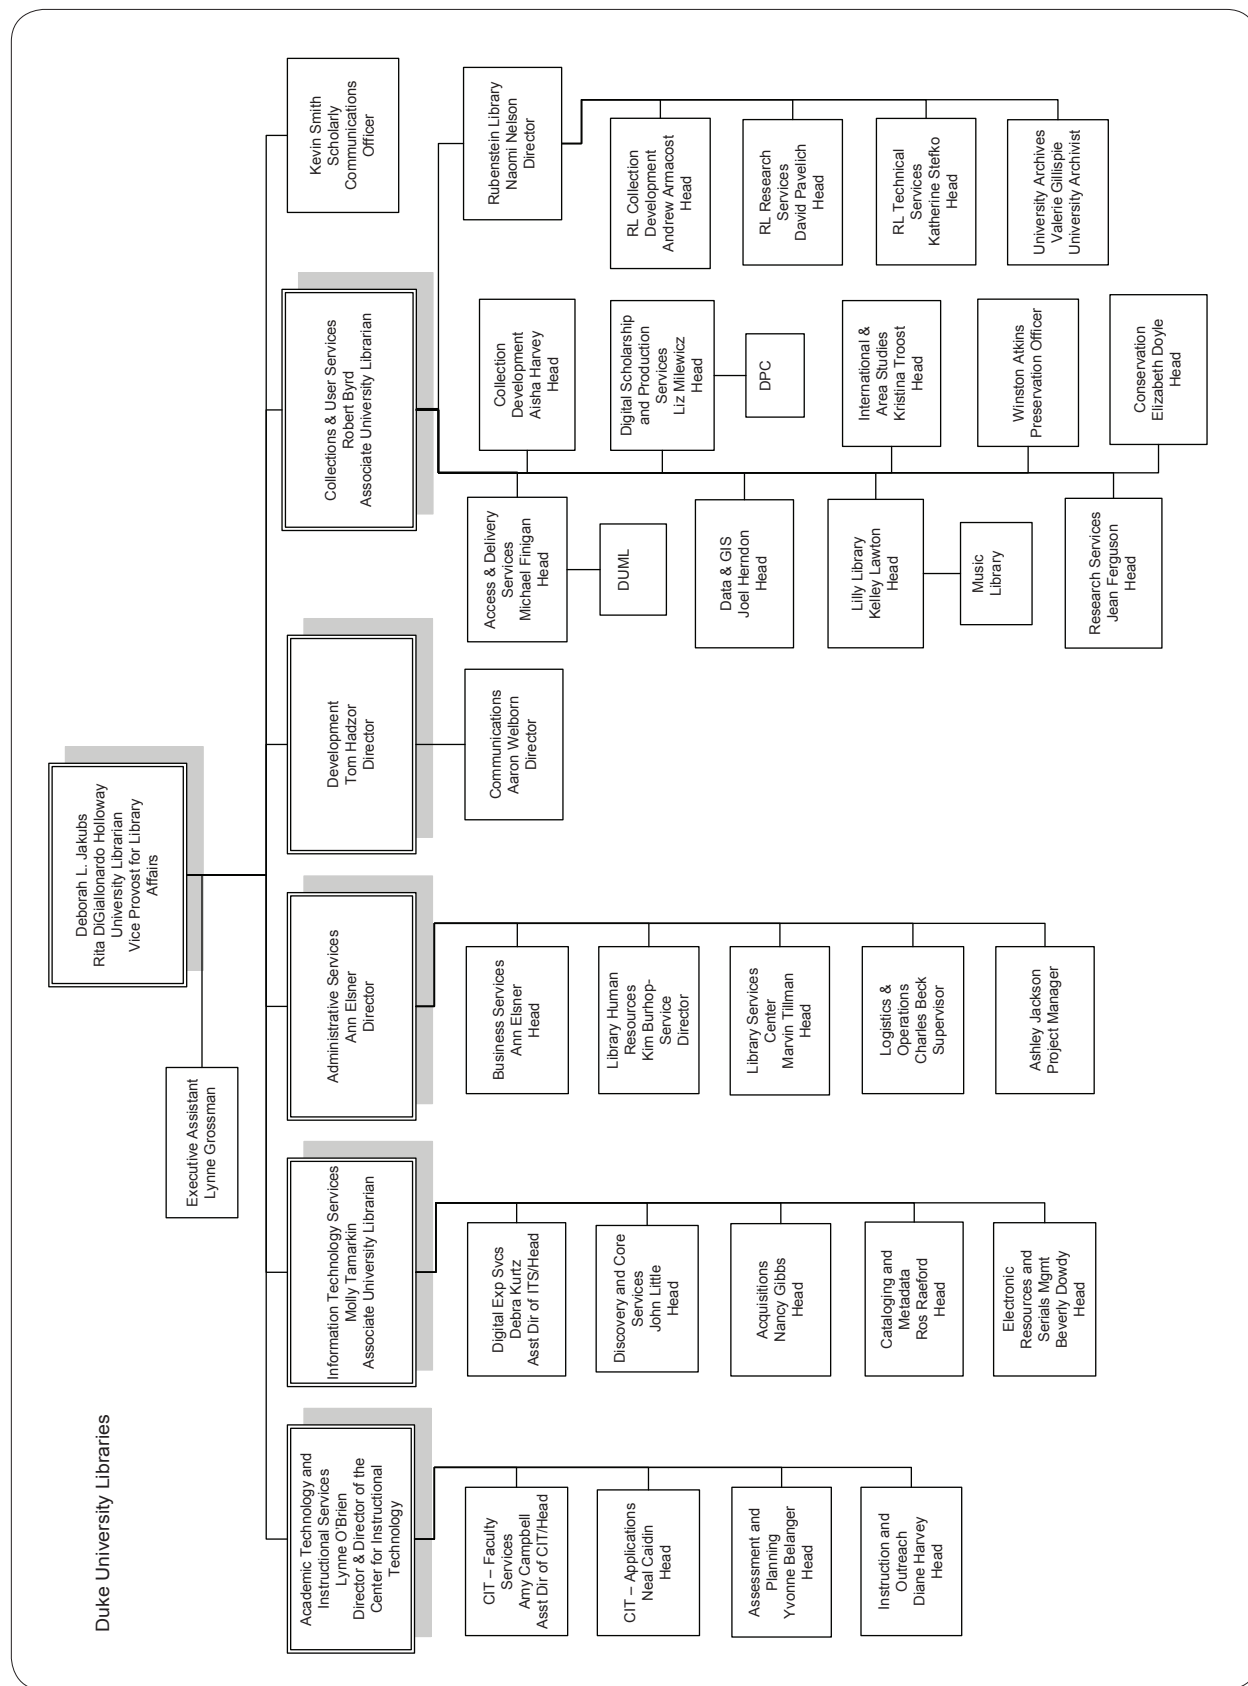 Duke University Libraries
Deborah L. Jakubs
Rita DiGiallonardo Holloway
University Librarian
Vice Provost for Library
Affairs
Executive Assistant
Lynne Grossman
Academic Technology and
Instructional Services
Lynne O'Brien
Director & Director of the
Center for Instructional
Technology
Information Technology Services
Molly Tamarkin
Associate University Librarian
Administrative Services
Ann Elsner
Director
Development
Tom Hadzor
Director
Collections & User Services
Robert Byrd
Associate University Librarian
Kevin Smith
Scholarly
Communications
Officer
CIT – Faculty
Services
Amy Campbell
Asst Dir of CIT/Head
CIT – Applications
Neal Caidin
Head
Assessment and
Planning
Yvonne Belanger
Head
Instruction and
Outreach
Diane Harvey
Head
Digital Exp Svcs
Debra Kurtz
Asst Dir of ITS/Head
Discovery and Core
Services
John Little
Head
Acquisitions
Nancy Gibbs
Head
Cataloging and
Metadata
Ros Raeford
Head
Electronic
Resources and
Serials Mgmt
Beverly Dowdy
Head
Business Services
Ann Elsner
Head
Library Human
Resources
Kim Burhop-
Service
Director
Library Services
Center
Marvin Tillman
Head
Logistics &
Operations
Charles Beck
Supervisor
Ashley Jackson
Project Manager
Communications
Aaron Welborn
Director
Access & Delivery
Services
Michael Finigan
Head
DUML
Data & GIS
Joel Herndon
Head
Lilly Library
Kelley Lawton
Head
Music
Library
Research Services
Jean Ferguson
Head
Collection
Development
Aisha Harvey
Head
Digital Scholarship
and Production
Services
Liz Milewicz
Head
DPC
International &
Area Studies
Kristina Troost
Head
Winston Atkins
Preservation Officer
Conservation
Elizabeth Doyle
Head
Rubenstein Library
Naomi Nelson
Director
RL Collection
Development
Andrew Armacost
Head
RL Research
Services
David Pavelich
Head
RL Technical
Services
Katherine Stefko
Head
University Archives
Valerie Gillispie
University Archivist